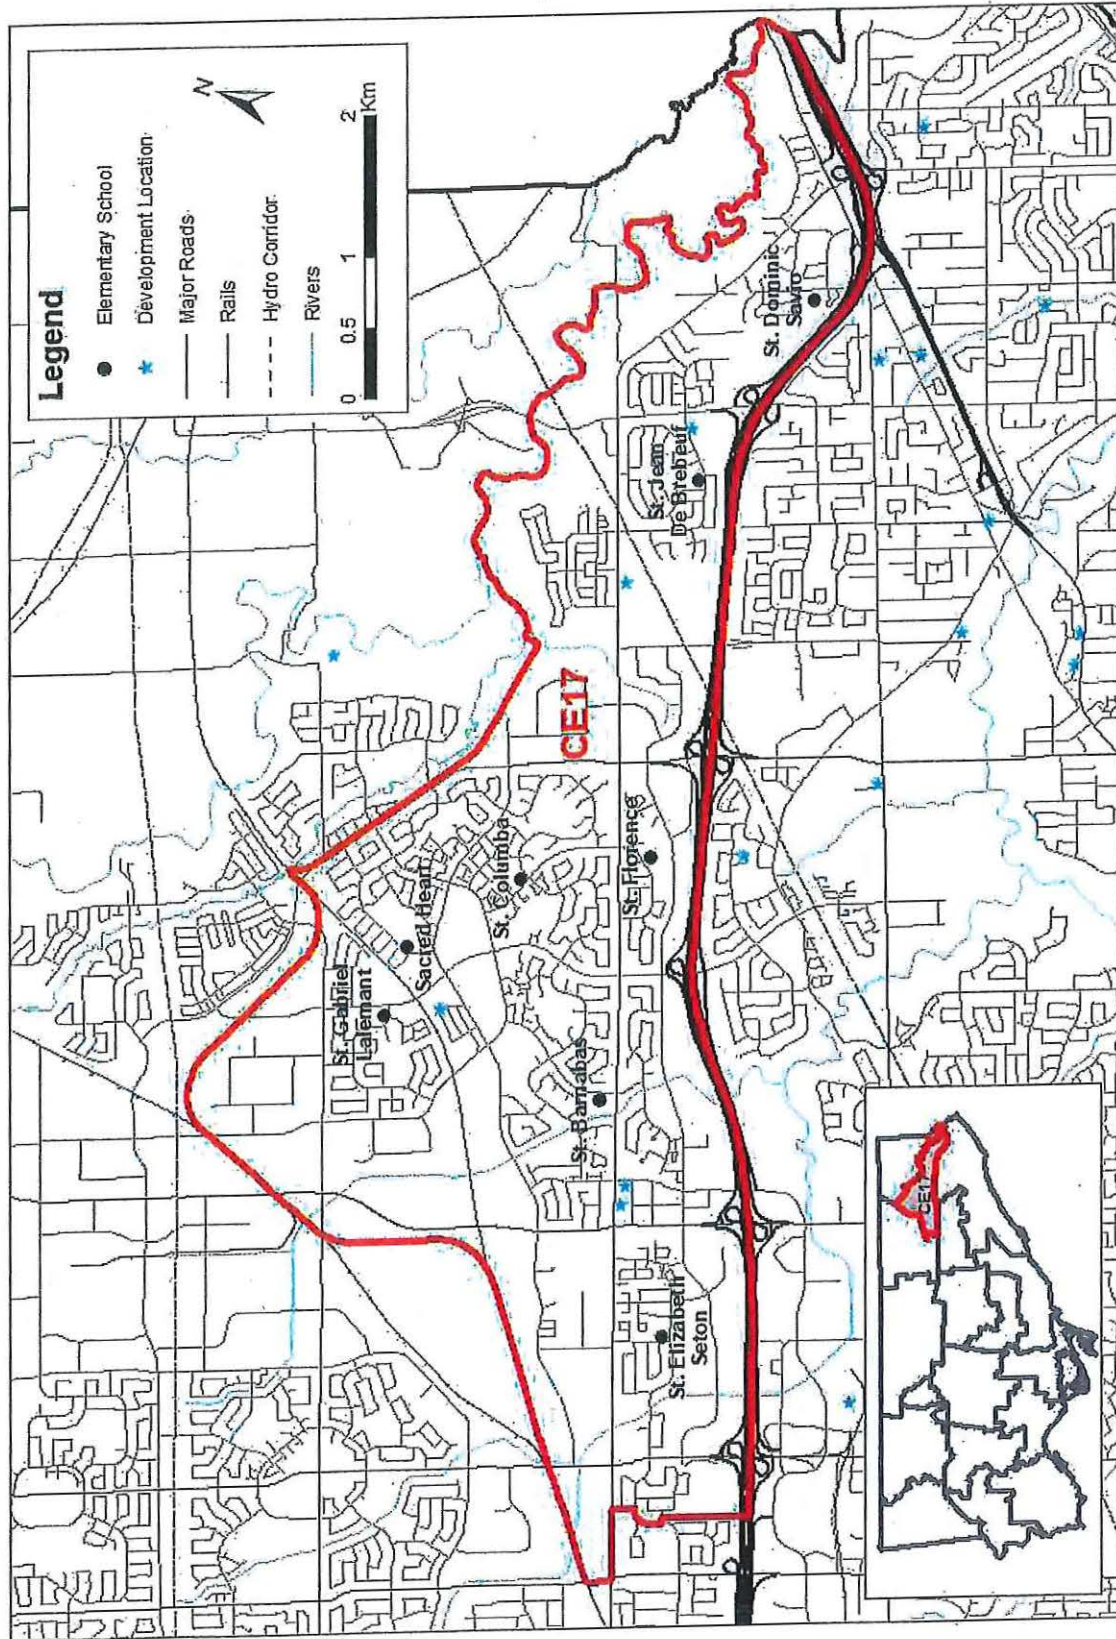 Legend
Elementary School
Development Location
Major Roads
Rails
Hydro Corridor
Rivers
N
0 0.5 1 2
Km
CE17
St. Gabriel
Lalemant
Sacred Heart
St. Columba
St. Barnabas
St. Florence
St. Elizabeth
Seton
St. Jean
De Brebeuf
St. Dominic
Savio